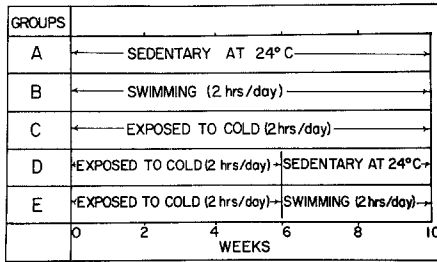 GROUPS
A SEDENTARY AT 24°C
B SWIMMING (2 hrs/day)
C EXPOSED TO COLD (2 hrs/day)
D EXPOSED TO COLD (2 hrs/day) SEDENTARY AT 24°C
E EXPOSED TO COLD (2 hrs/day) SWIMMING (2 hrs/day)
0 2 4 6 8 10
WEEKS